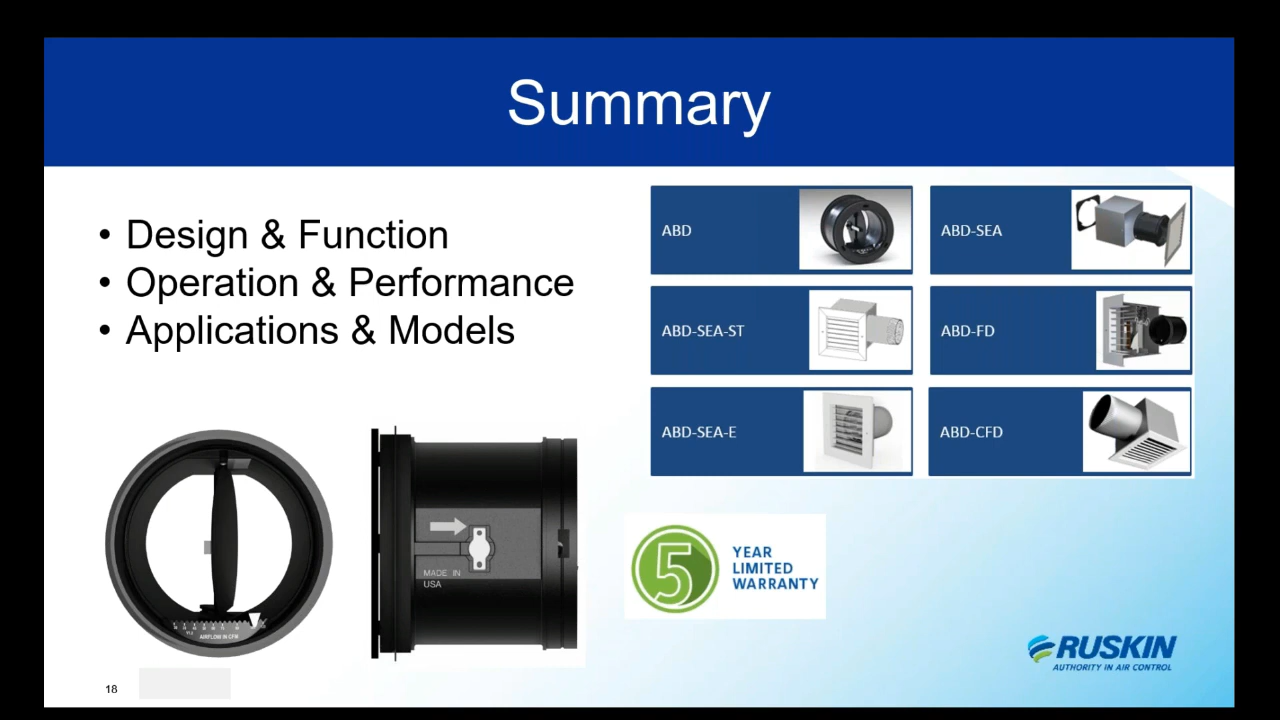 Summary
• Design & Function
• Operation & Performance
• Applications & Models
ABD
ABD-SEA
ABD-SEA-ST
ABD-FD
ABD-SEA-E
ABD-CFD
AIRFLOW IN CFM
MADE IN
USA
5
YEAR
LIMITED
WARRANTY
RUSKIN
AUTHORITY IN AIR CONTROL
18